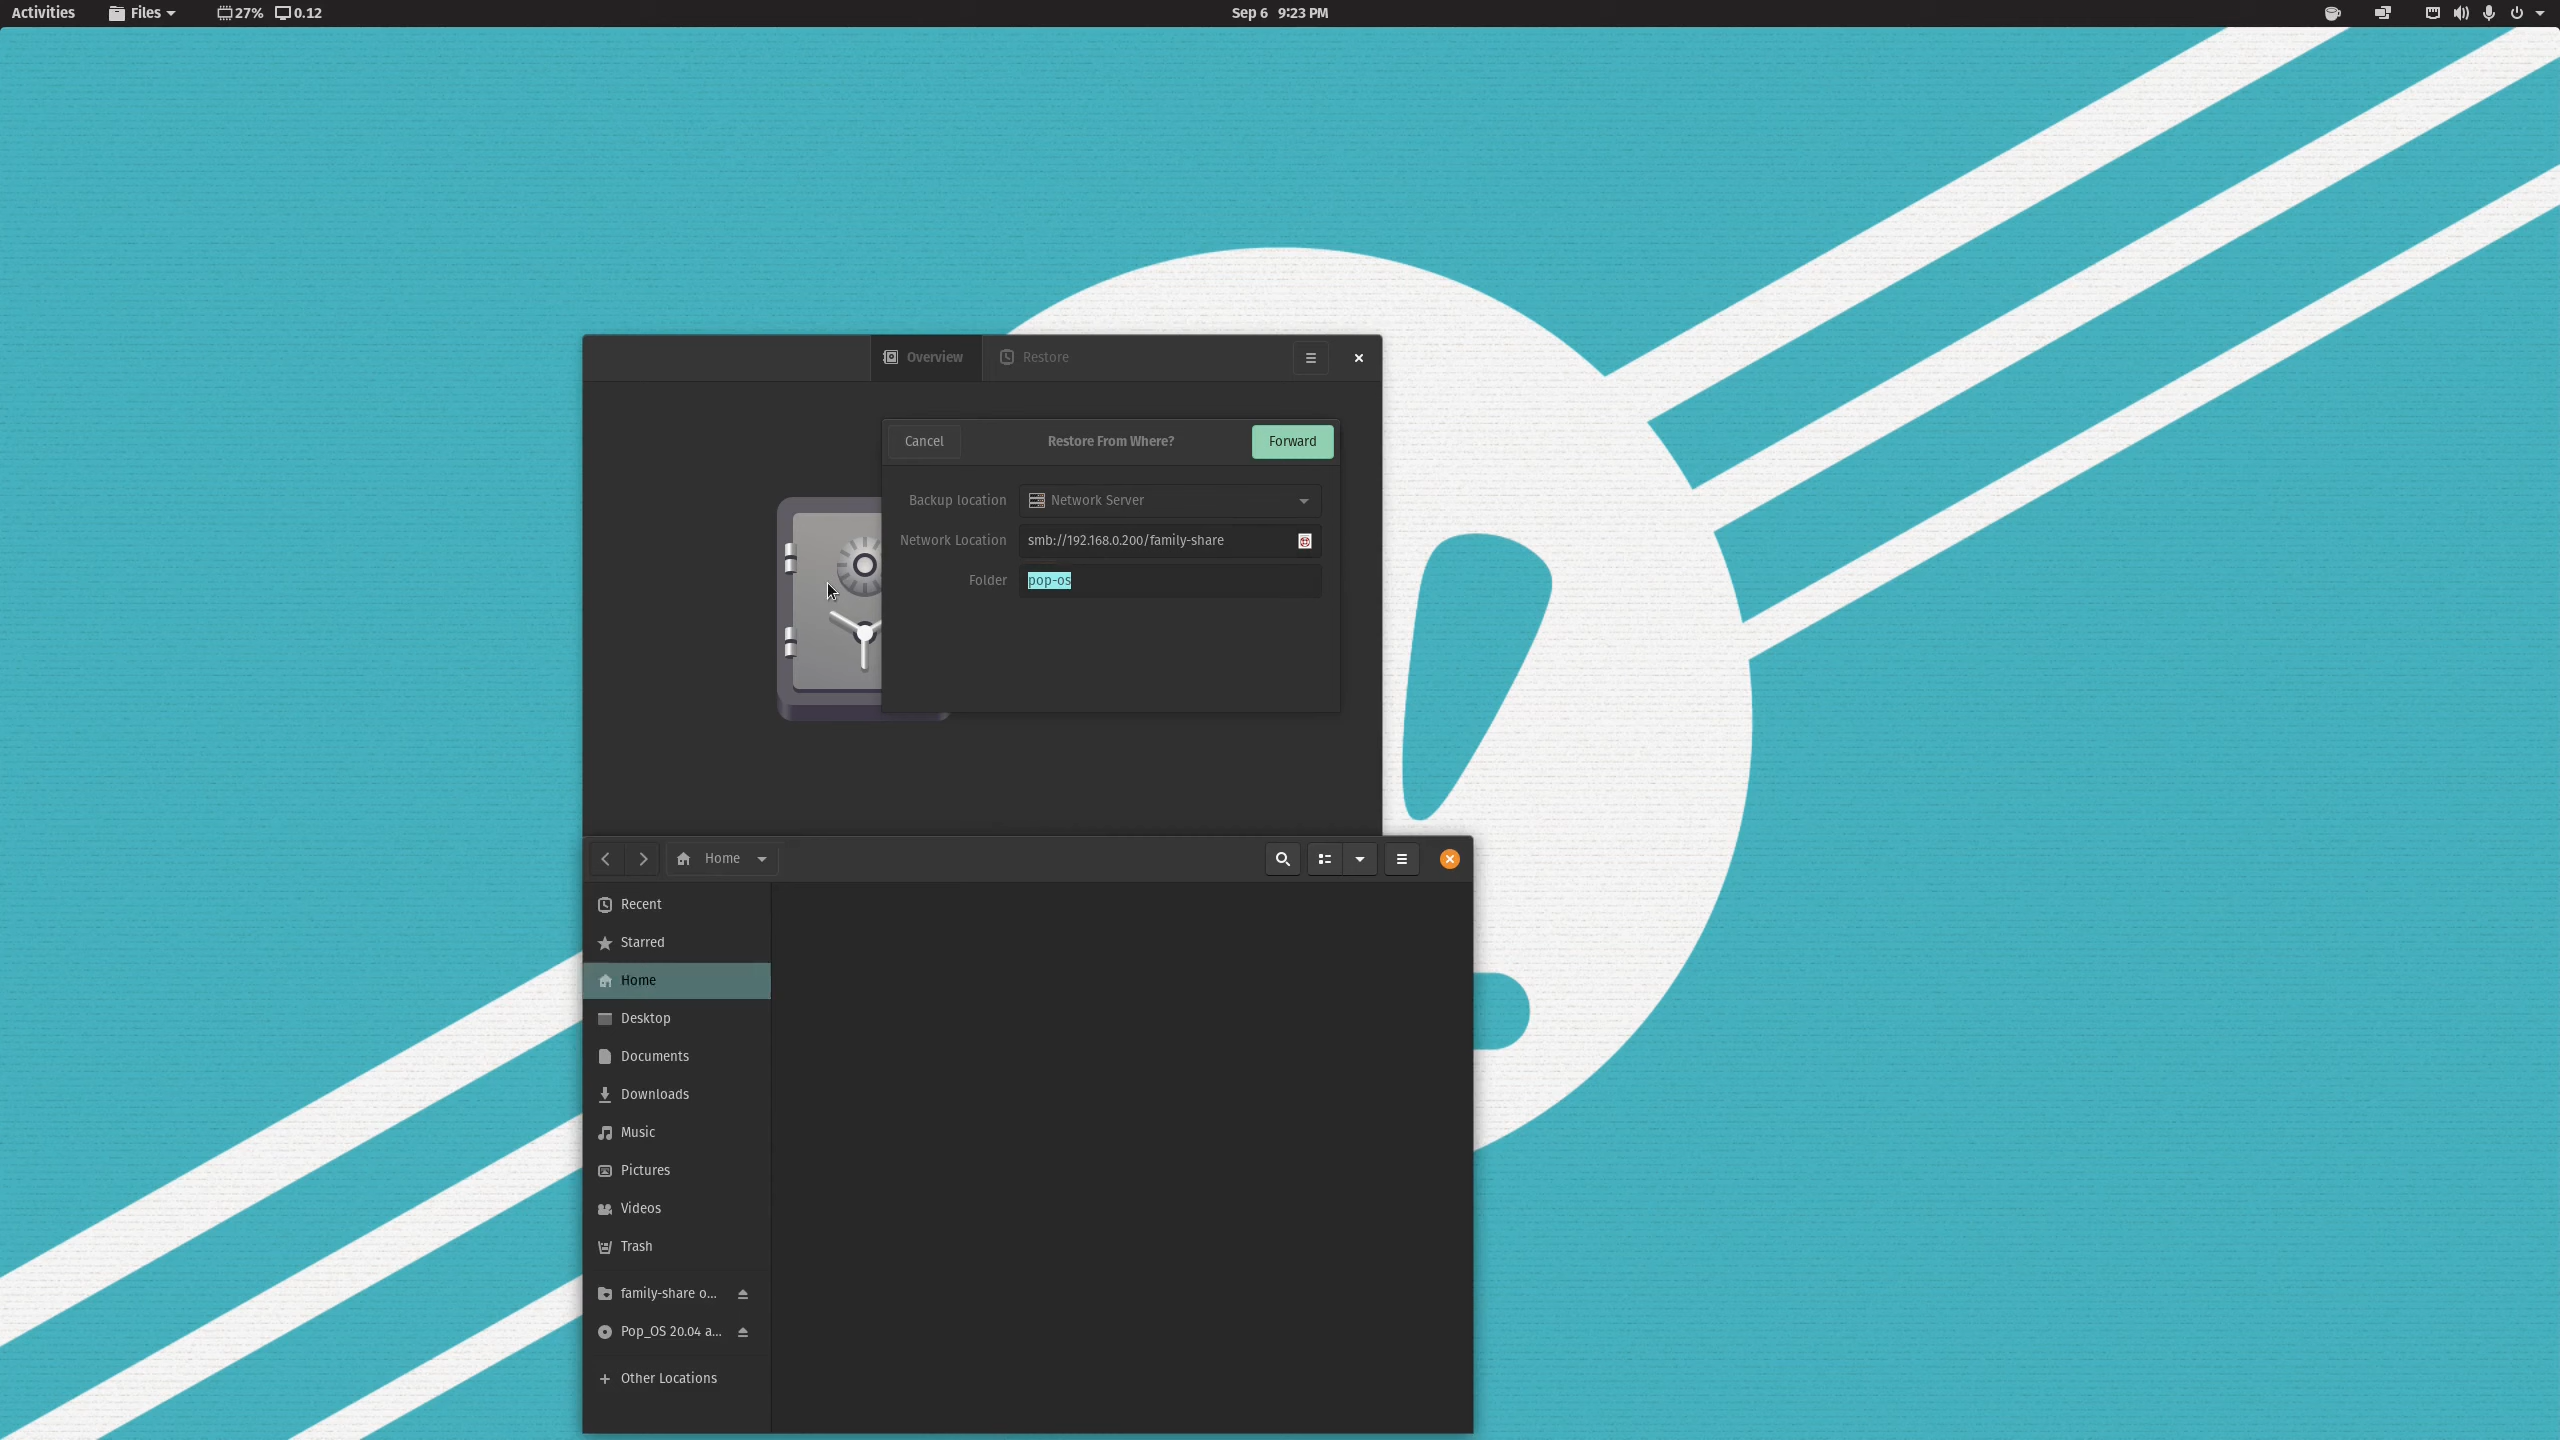 Activities Files 27% 0.12 Sep 6 9:23 PM
Overview Restore
Cancel Restore From Where? Forward
Backup location Network Server
Network Location smb://192.168.0.200/family-share
Folder pop-os
Home
Recent
Starred
Home
Desktop
Documents
Downloads
Music
Pictures
Videos
Trash
family-share o...
Pop_OS 20.04 a...
Other Locations